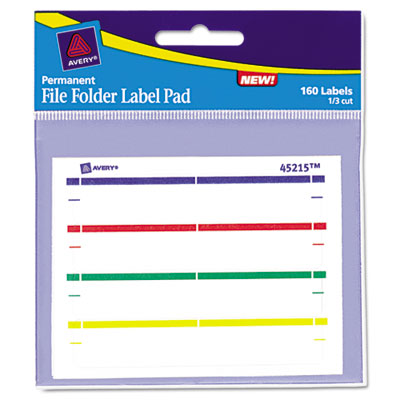 AVERY®
Permanent
File Folder Label Pad
NEW!
160 Labels
1/3 cut
AVERY®
45215™